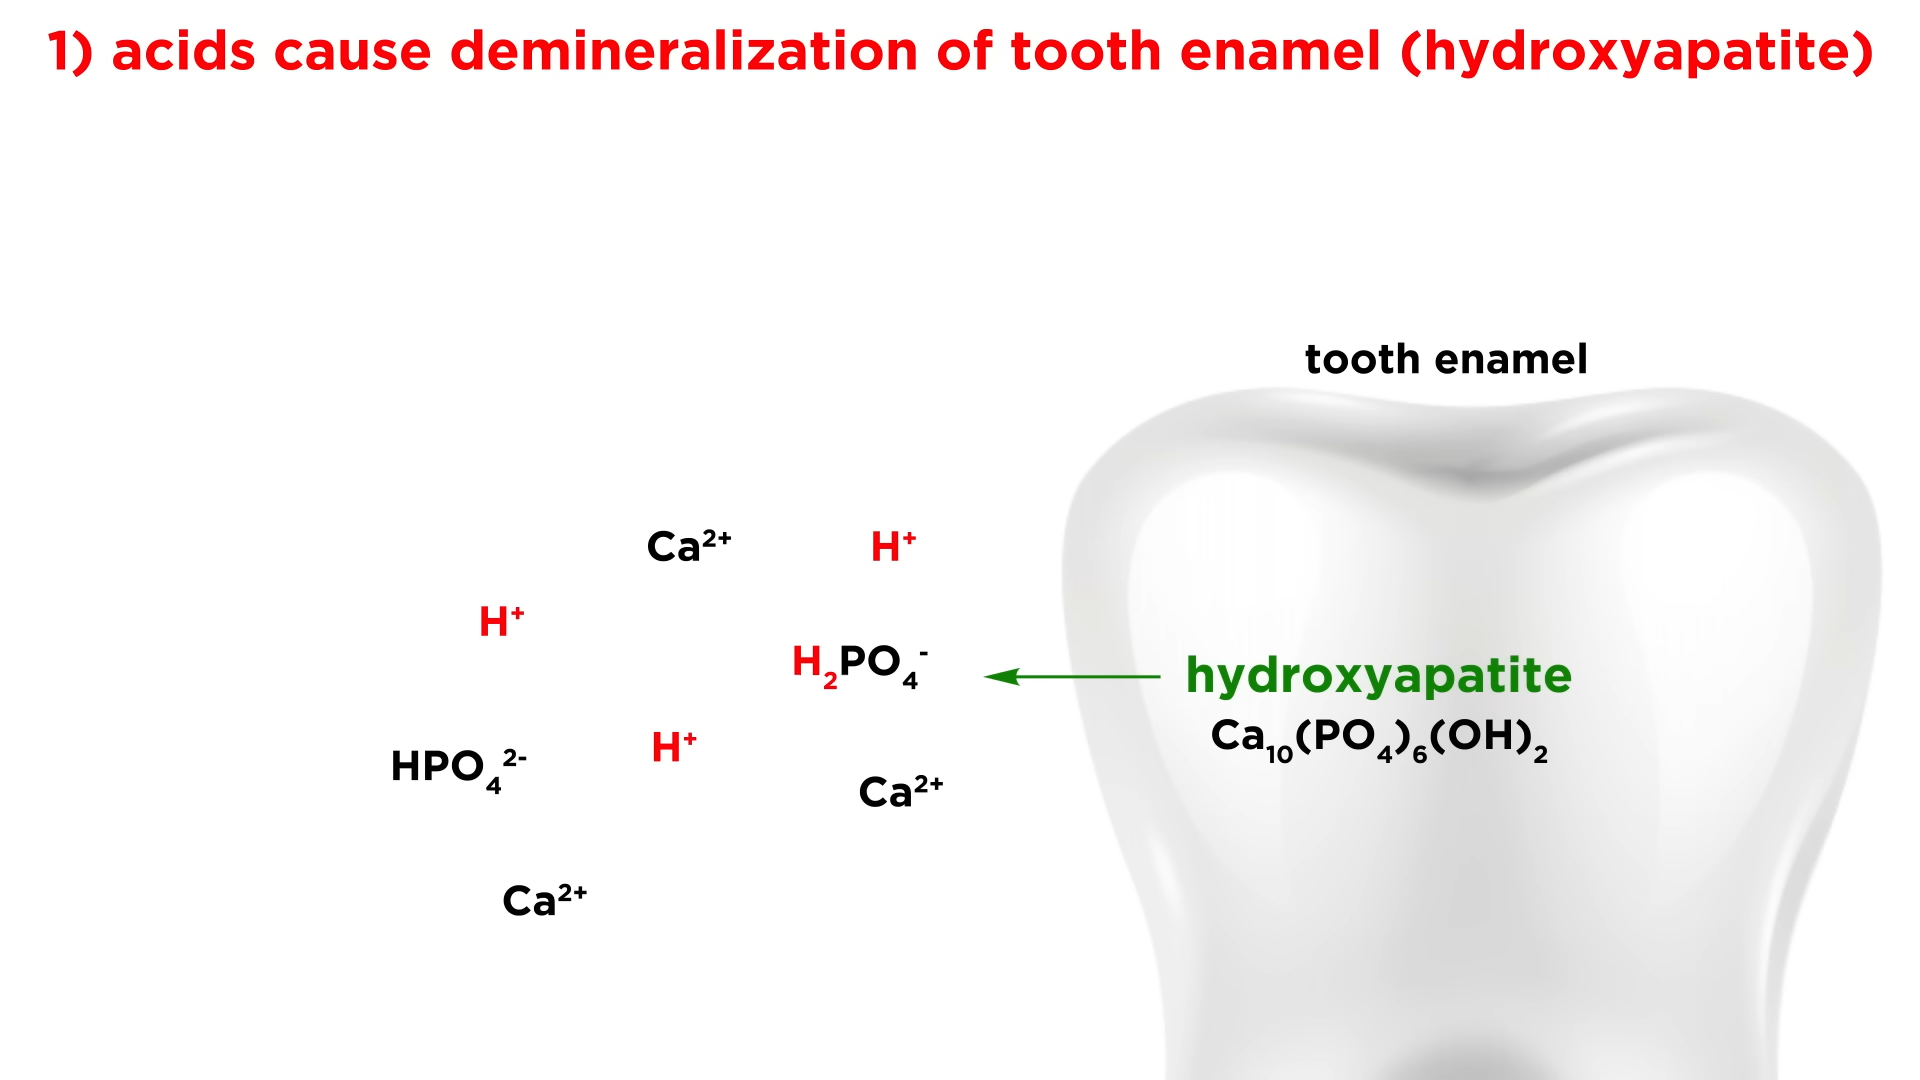 1) acids cause demineralization of tooth enamel (hydroxyapatite)
tooth enamel
Ca²⁺
H⁺
H⁺
H₂PO₄⁻
hydroxyapatite
Ca₁₀(PO₄)₆(OH)₂
H⁺
HPO₄²⁻
Ca²⁺
Ca²⁺